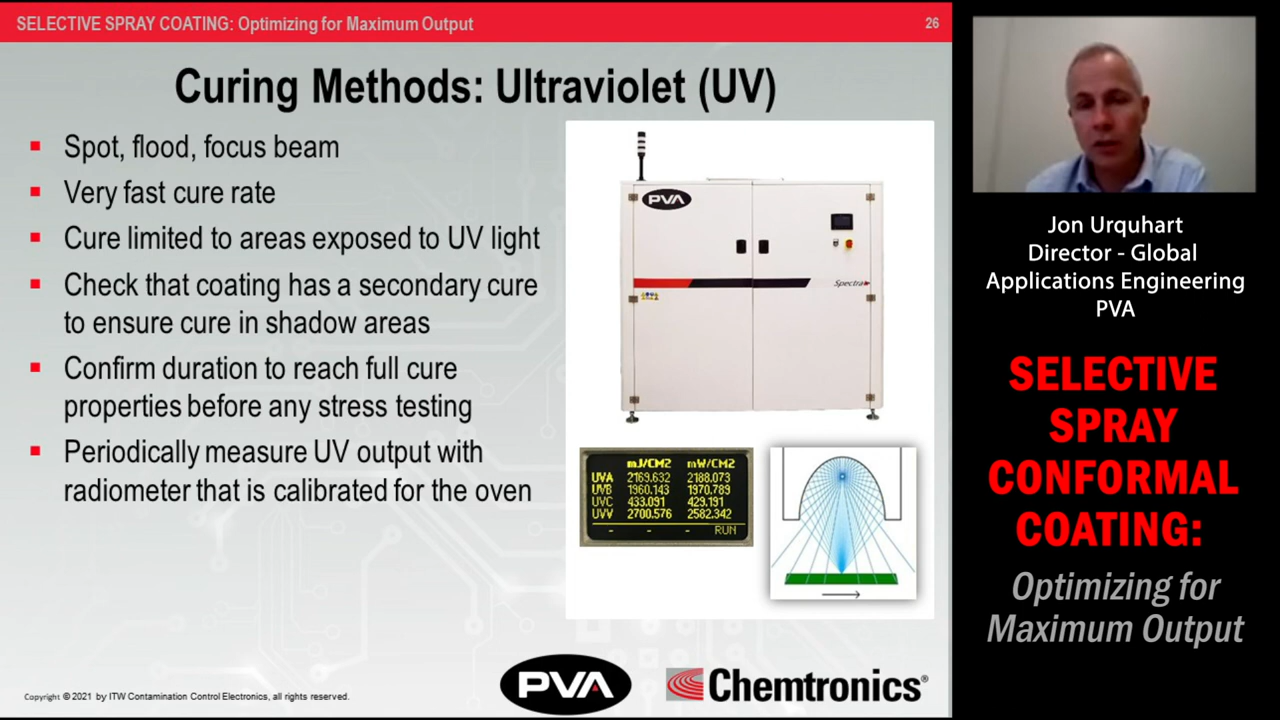 SELECTIVE SPRAY COATING: Optimizing for Maximum Output
26
Curing Methods: Ultraviolet (UV)
Spot, flood, focus beam
Very fast cure rate
Cure limited to areas exposed to UV light
Check that coating has a secondary cure
to ensure cure in shadow areas
Confirm duration to reach full cure
properties before any stress testing
Periodically measure UV output with
radiometer that is calibrated for the oven
PVA
Spectra
mJ/CM2 mW/CM2
UVA 2169.632 2188.073
UVB 1960.143 1970.789
UVC 433.091 429.191
UVV 2700.576 2582.342
- - - RUN
Copyright © 2021 by ITW Contamination Control Electronics, all rights reserved.
PVA
Chemtronics®
Jon Urquhart
Director - Global
Applications Engineering
PVA
SELECTIVE
SPRAY
CONFORMAL
COATING:
Optimizing for
Maximum Output